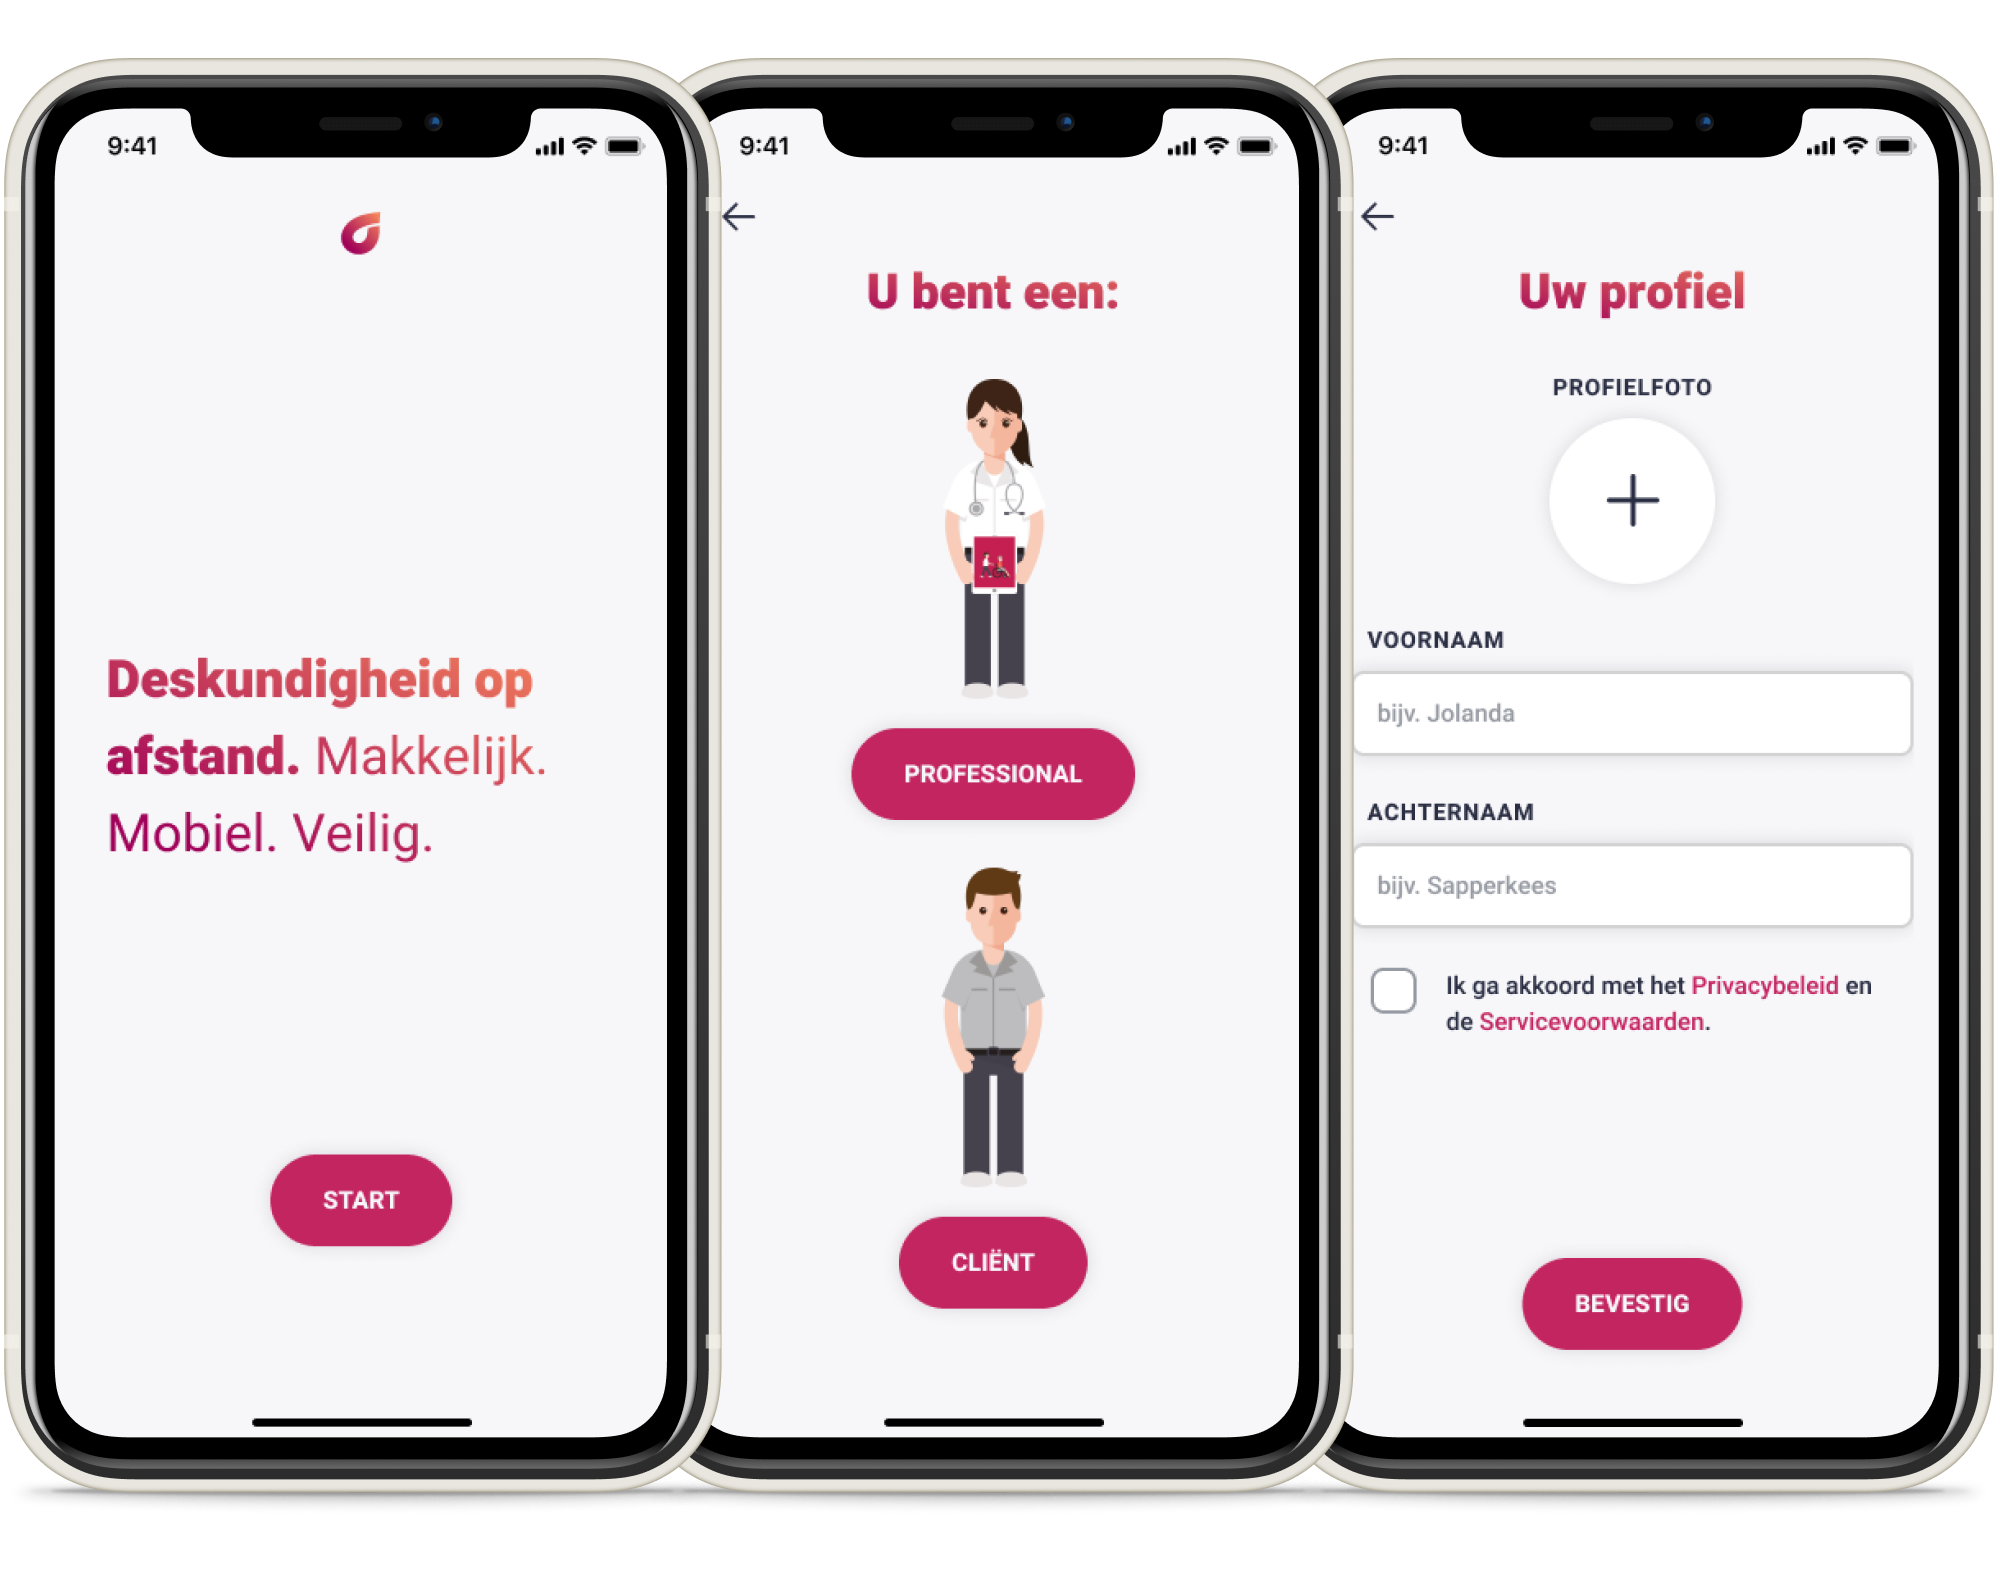 9:41
Deskundigheid op
afstand. Makkelijk.
Mobiel. Veilig.
START
9:41
U bent een:
PROFESSIONAL
CLIËNT
9:41
Uw profiel
PROFIELFOTO
VOORNAAM
bijv. Jolanda
ACHTERNAAM
bijv. Sapperkees
Ik ga akkoord met het Privacybeleid en
de Servicevoorwaarden.
BEVESTIG